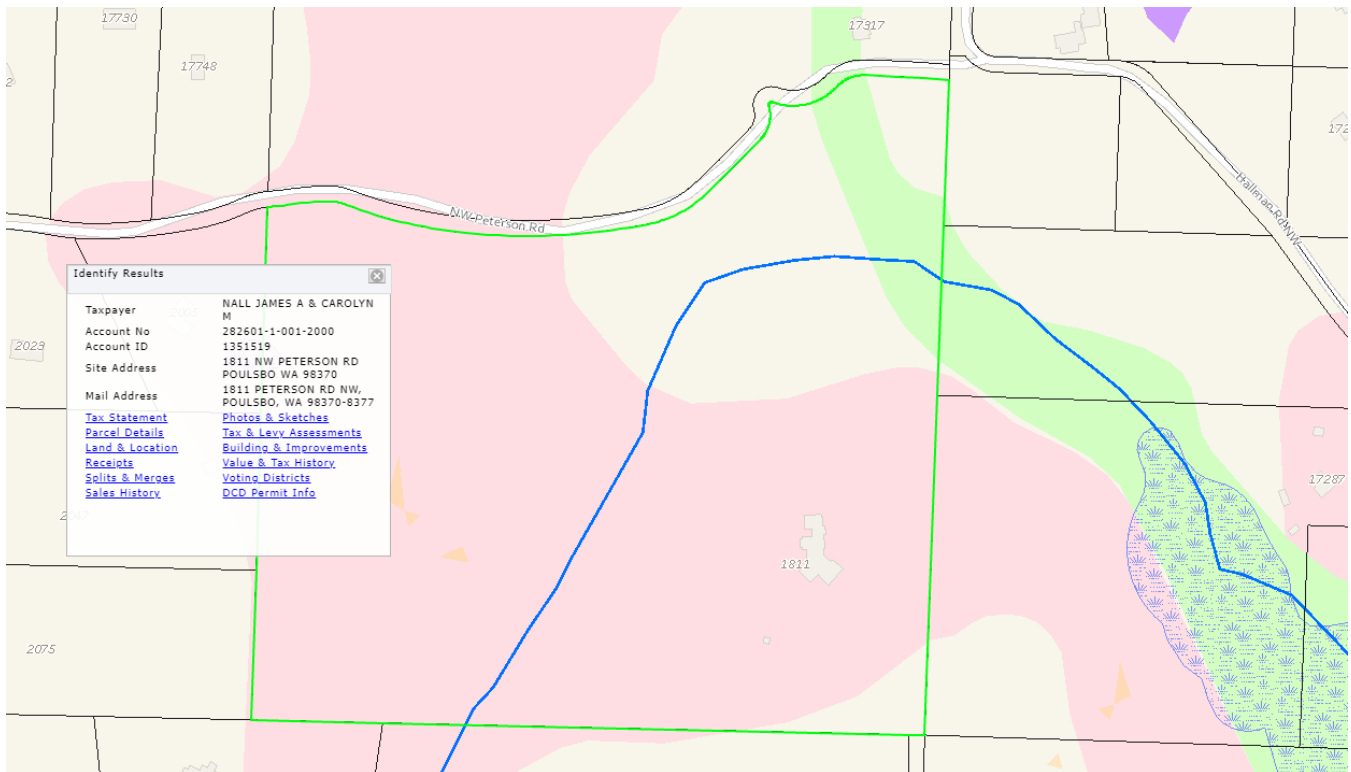 17730
17317
17748
NW Peterson Rd
Hallman Rd NW
Identify Results
Taxpayer NALL JAMES A & CAROLYN
M
Account No 282601-1-001-2000
Account ID 1351519
Site Address 1811 NW PETERSON RD
POULSBO WA 98370
Mail Address 1811 PETERSON RD NW,
POULSBO, WA 98370-8377
Tax Statement Photos & Sketches
Parcel Details Tax & Levy Assessments
Land & Location Building & Improvements
Receipts Value & Tax History
Splits & Merges Voting Districts
Sales History DCD Permit Info
2023
17287
1811
2075